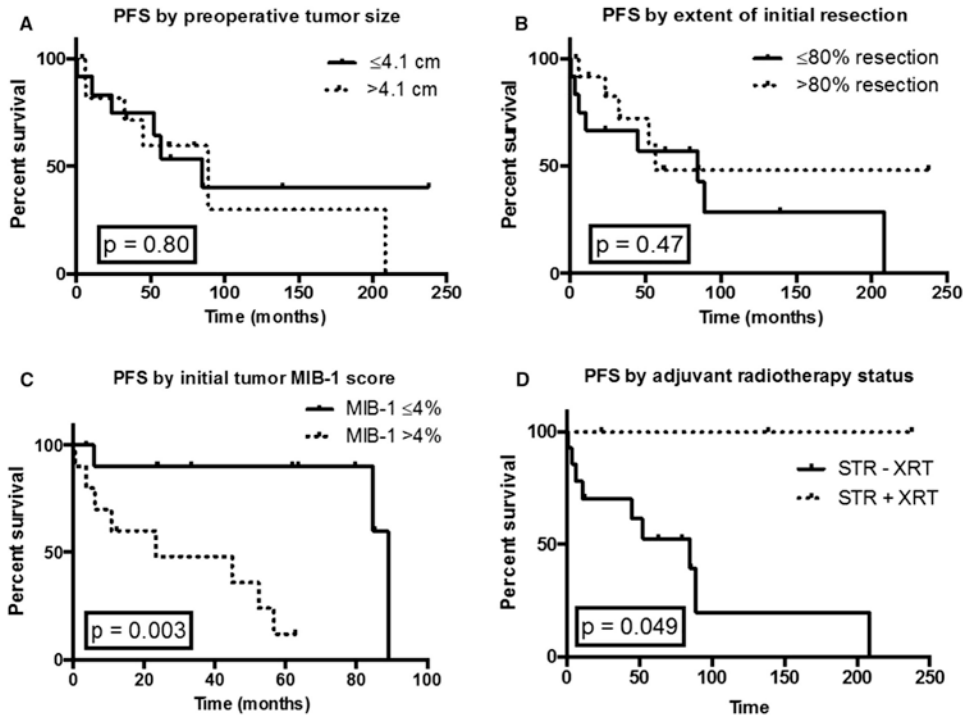 A
PFS by preoperative tumor size
≤4.1 cm
>4.1 cm
Percent survival
100
50
0
p = 0.80
0 50 100 150 200 250
Time (months)
B
PFS by extent of initial resection
≤80% resection
>80% resection
Percent survival
100
50
0
p = 0.47
0 50 100 150 200 250
Time (months)
C
PFS by initial tumor MIB-1 score
MIB-1 ≤4%
MIB-1 >4%
Percent survival
100
50
0
p = 0.003
0 20 40 60 80 100
Time (months)
D
PFS by adjuvant radiotherapy status
STR - XRT
STR + XRT
Percent survival
100
50
0
p = 0.049
0 50 100 150 200 250
Time